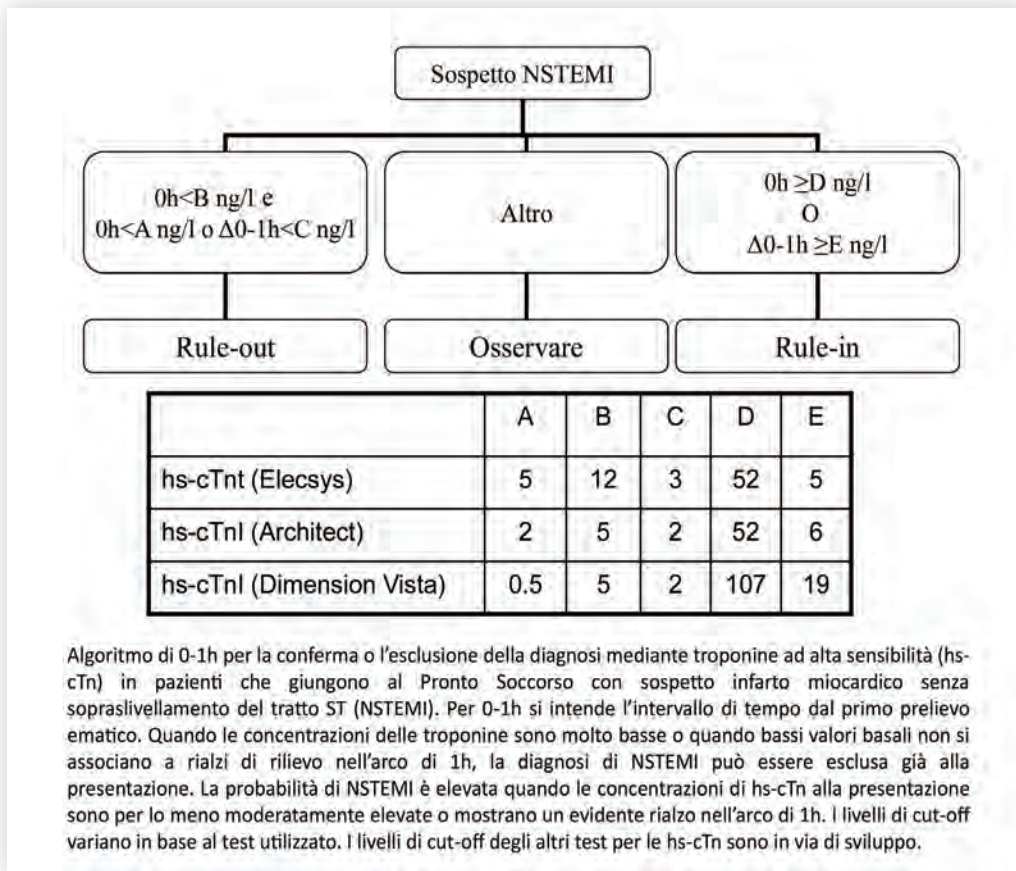 Sospetto NSTEMI
0h<B ng/l e
0h<A ng/l o Δ0-1h<C ng/l
Altro
0h ≥D ng/l
O
Δ0-1h ≥E ng/l
Rule-out
Osservare
Rule-in
A B C D E
hs-cTnt (Elecsys) 5 12 3 52 5
hs-cTnI (Architect) 2 5 2 52 6
hs-cTnI (Dimension Vista) 0.5 5 2 107 19
Algoritmo di 0-1h per la conferma o l'esclusione della diagnosi mediante troponine ad alta sensibilità (hs-
cTn) in pazienti che giungono al Pronto Soccorso con sospetto infarto miocardico senza
sopraslivellamento del tratto ST (NSTEMI). Per 0-1h si intende l'intervallo di tempo dal primo prelievo
ematico. Quando le concentrazioni delle troponine sono molto basse o quando bassi valori basali non si
associano a rialzi di rilievo nell'arco di 1h, la diagnosi di NSTEMI può essere esclusa già alla
presentazione. La probabilità di NSTEMI è elevata quando le concentrazioni di hs-cTn alla presentazione
sono per lo meno moderatamente elevate o mostrano un evidente rialzo nell'arco di 1h. I livelli di cut-off
variano in base al test utilizzato. I livelli di cut-off degli altri test per le hs-cTn sono in via di sviluppo.